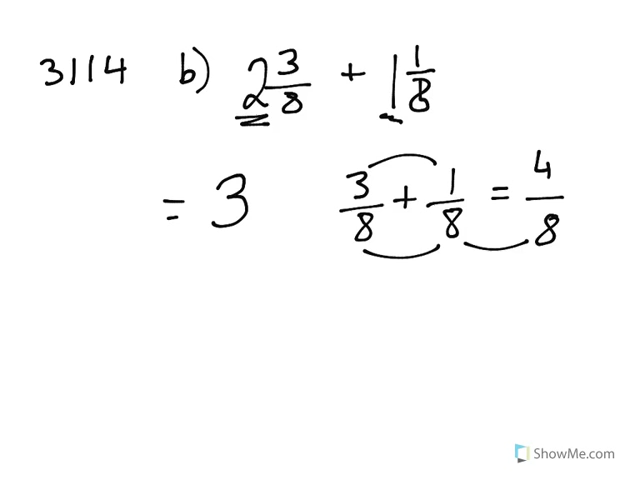 3114 b) 2 3/8 + 1 1/8
= 3 3/8 + 1/8 = 4/8
ShowMe.com